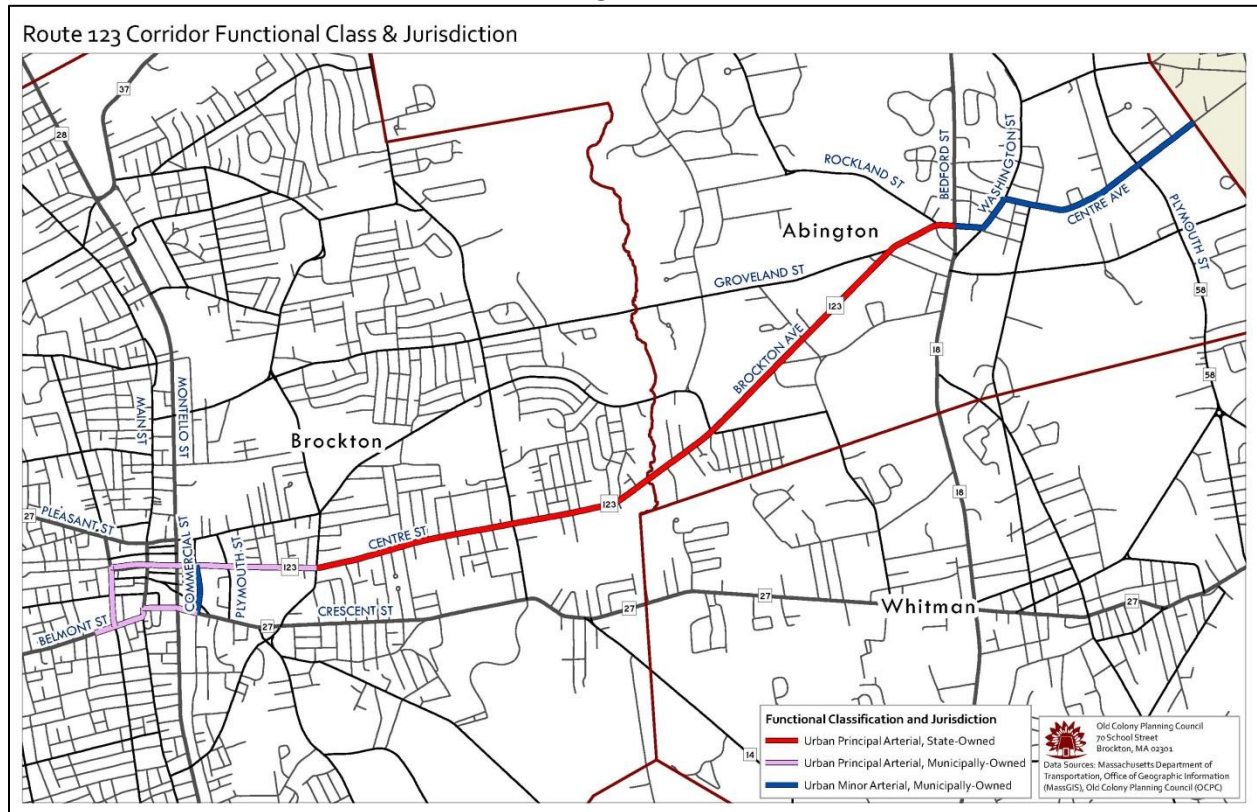 Route 123 Corridor Functional Class & Jurisdiction
37
28
ROCKLAND ST
BEDFORD ST
WASHINGTON ST
CENTRE AVE
PLYMOUTH ST
Abington
GROVELAND ST
58
123
BROCKTON AVE
18
58
MAIN ST
MONTELLO ST
Brockton
18
123
27
PLEASANT ST
CENTRE ST
COMMERCIAL ST
PLYMOUTH ST
123
BELMONT ST
27
CRESCENT ST
27
27
Whitman
27
14
Functional Classification and Jurisdiction
Urban Principal Arterial, State-Owned
Urban Principal Arterial, Municipally-Owned
Urban Minor Arterial, Municipally-Owned
Old Colony Planning Council
70 School Street
Brockton, MA 02301
Data Sources: Massachusetts Department of
Transportation, Office of Geographic Information
(MassGIS), Old Colony Planning Council (OCPC)